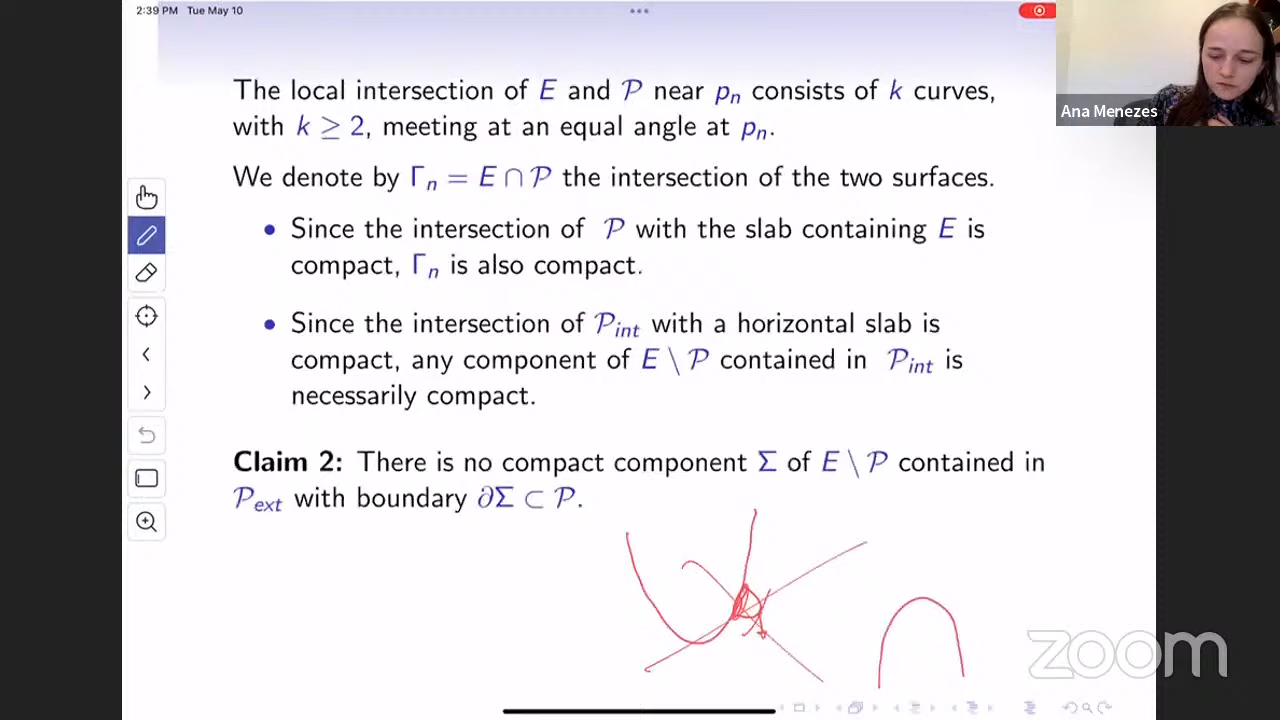 2:39 PM Tue May 10
The local intersection of E and 𝒫 near pₙ consists of k curves,
with k ≥ 2, meeting at an equal angle at pₙ.
We denote by Γₙ = E ∩ 𝒫 the intersection of the two surfaces.
• Since the intersection of 𝒫 with the slab containing E is
compact, Γₙ is also compact.
• Since the intersection of 𝒫_int with a horizontal slab is
compact, any component of E \ 𝒫 contained in 𝒫_int is
necessarily compact.
Claim 2: There is no compact component Σ of E \ 𝒫 contained in
𝒫_ext with boundary ∂Σ ⊂ 𝒫.
Ana Menezes
zoom